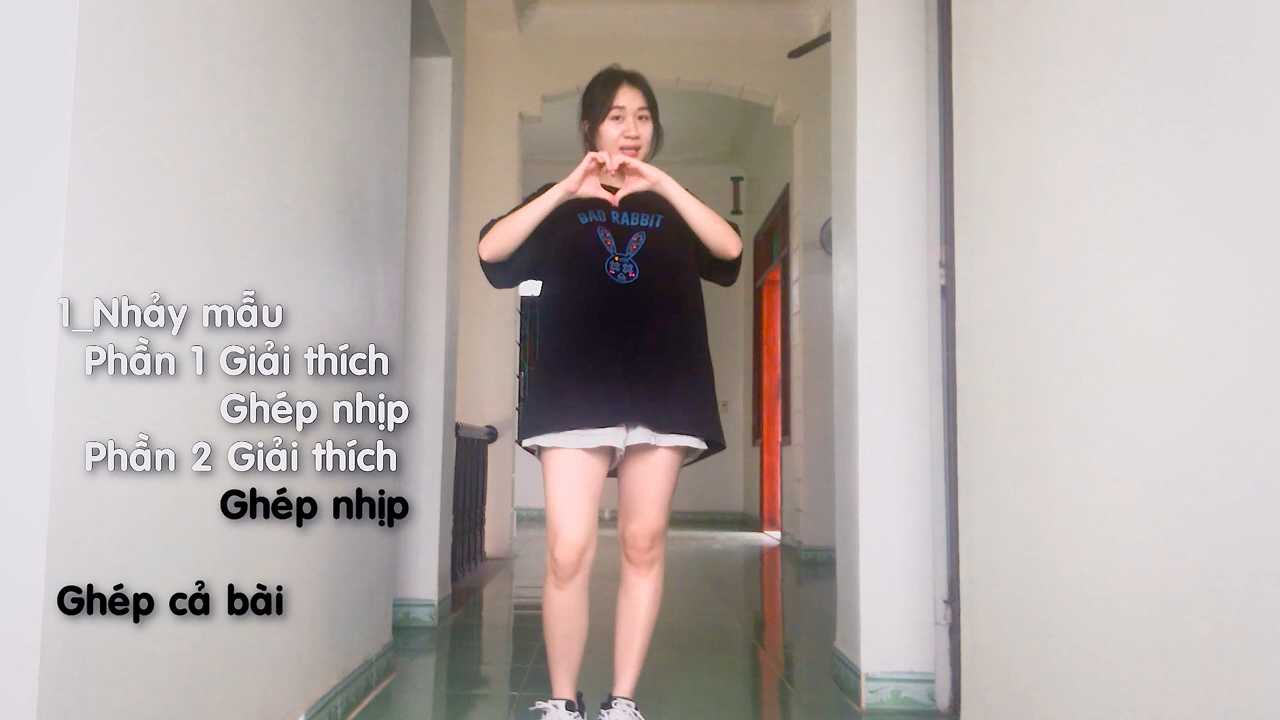 1_Nhảy mẫu
Phần 1 Giải thích
Ghép nhịp
Phần 2 Giải thích
Ghép nhịp
Ghép cả bài
BAD RABBIT